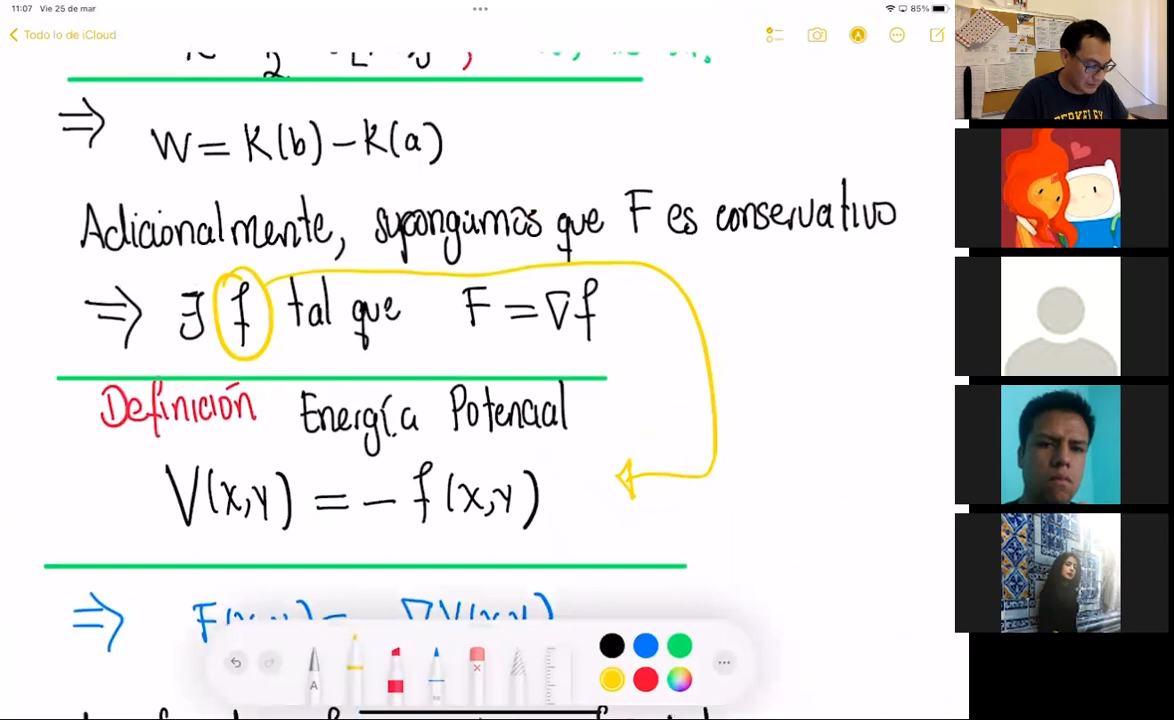 11:07 Vie 25 de mar
85%
Todo lo de iCloud
⇒ W = K(b) - K(a)
Adicionalmente, supongamos que F es conservativo
⇒ ∃ f tal que F = ∇f
Definición Energía Potencial
V(x,y) = - f(x,y)
⇒
A
BERKELEY